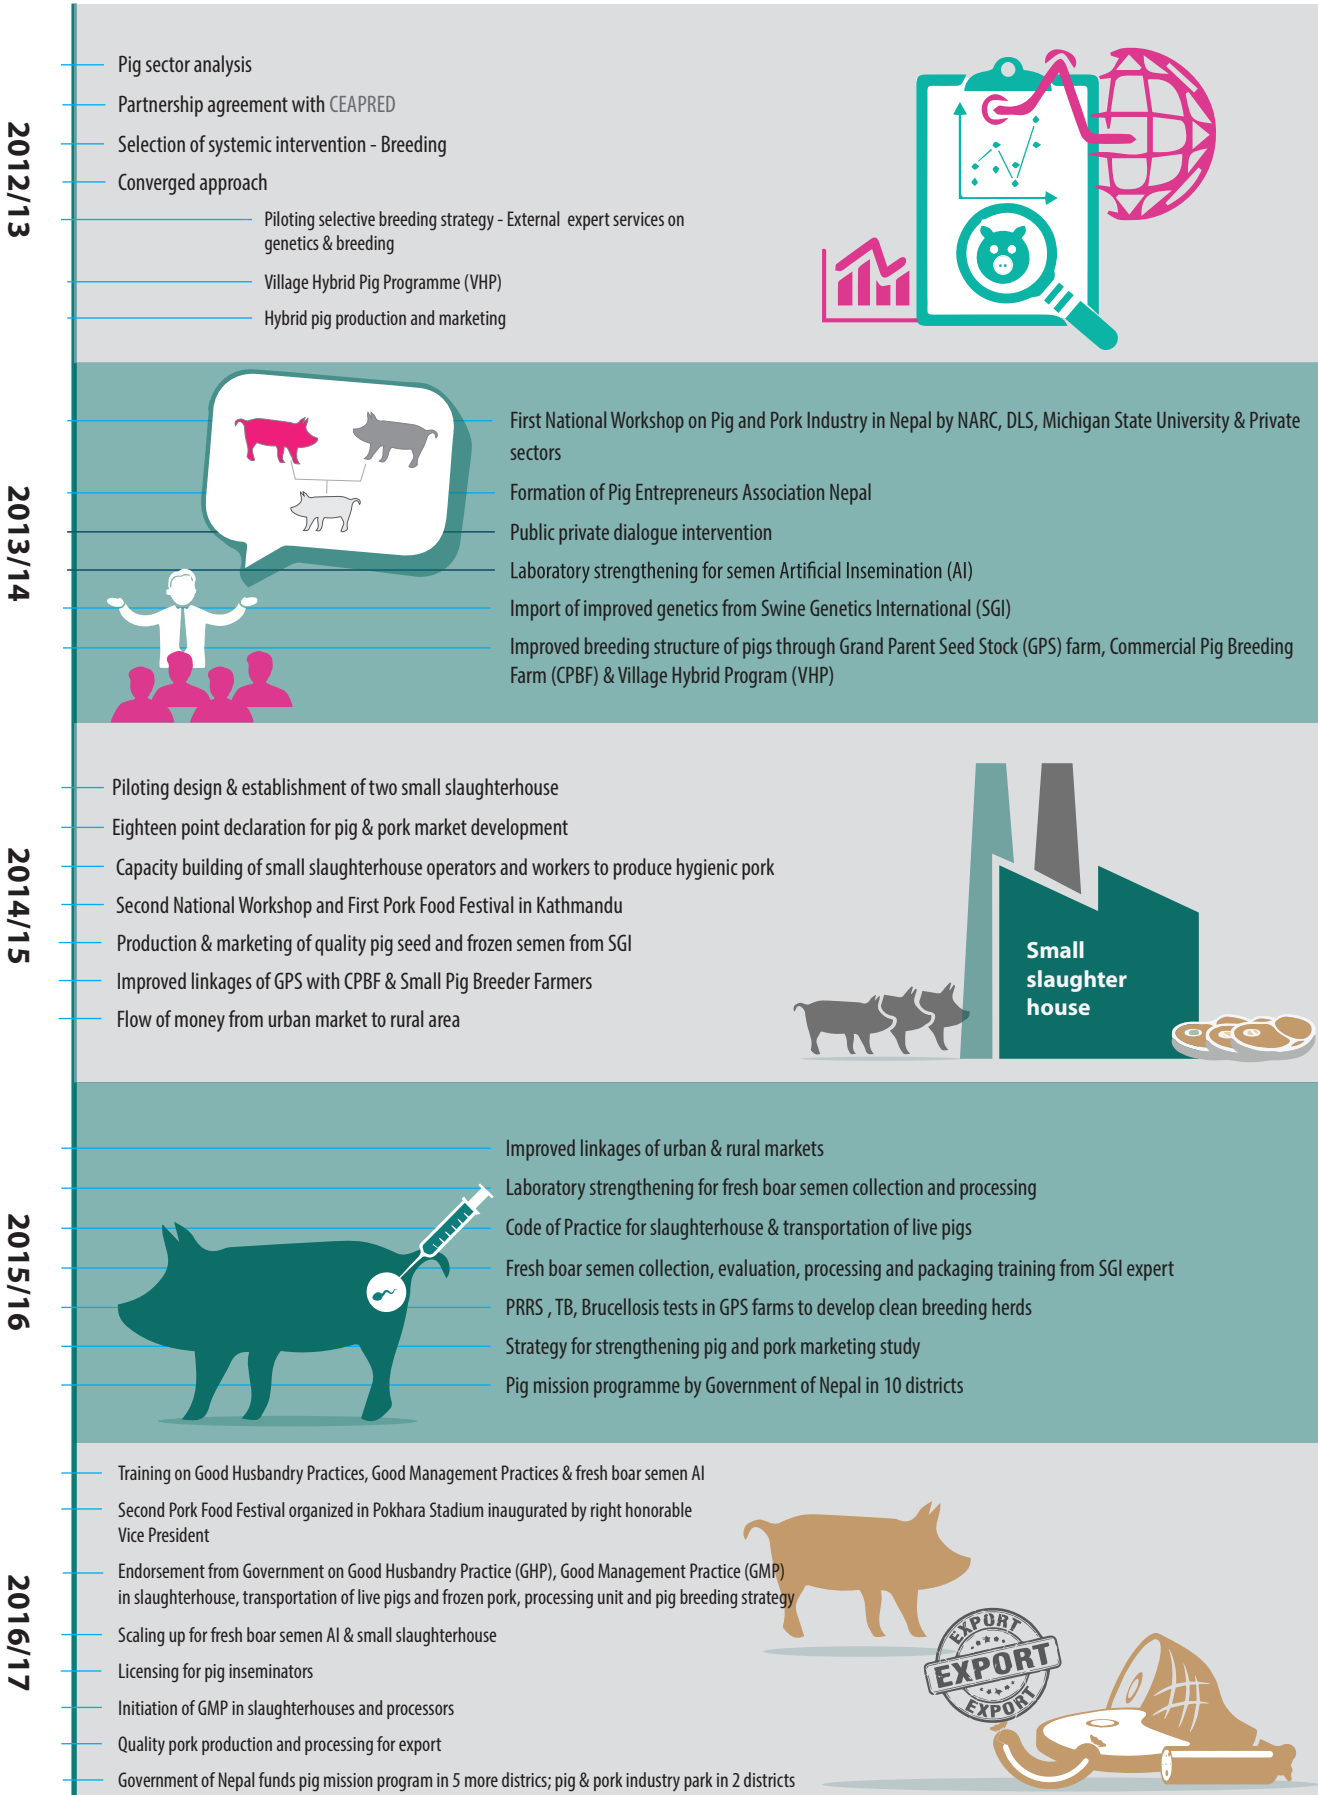 2012/13
Pig sector analysis
Partnership agreement with CEAPRED
Selection of systemic intervention - Breeding
Converged approach
Piloting selective breeding strategy - External expert services on
genetics & breeding
Village Hybrid Pig Programme (VHP)
Hybrid pig production and marketing
2013/14
First National Workshop on Pig and Pork Industry in Nepal by NARC, DLS, Michigan State University & Private
sectors
Formation of Pig Entrepreneurs Association Nepal
Public private dialogue intervention
Laboratory strengthening for semen Artificial Insemination (AI)
Import of improved genetics from Swine Genetics International (SGI)
Improved breeding structure of pigs through Grand Parent Seed Stock (GPS) farm, Commercial Pig Breeding
Farm (CPBF) & Village Hybrid Program (VHP)
2014/15
Piloting design & establishment of two small slaughterhouse
Eighteen point declaration for pig & pork market development
Capacity building of small slaughterhouse operators and workers to produce hygienic pork
Second National Workshop and First Pork Food Festival in Kathmandu
Production & marketing of quality pig seed and frozen semen from SGI
Improved linkages of GPS with CPBF & Small Pig Breeder Farmers
Flow of money from urban market to rural area
Small
slaughter
house
2015/16
Improved linkages of urban & rural markets
Laboratory strengthening for fresh boar semen collection and processing
Code of Practice for slaughterhouse & transportation of live pigs
Fresh boar semen collection, evaluation, processing and packaging training from SGI expert
PRRS , TB, Brucellosis tests in GPS farms to develop clean breeding herds
Strategy for strengthening pig and pork marketing study
Pig mission programme by Government of Nepal in 10 districts
2016/17
Training on Good Husbandry Practices, Good Management Practices & fresh boar semen AI
Second Pork Food Festival organized in Pokhara Stadium inaugurated by right honorable
Vice President
Endorsement from Government on Good Husbandry Practice (GHP), Good Management Practice (GMP)
in slaughterhouse, transportation of live pigs and frozen pork, processing unit and pig breeding strategy
Scaling up for fresh boar semen AI & small slaughterhouse
Licensing for pig inseminators
Initiation of GMP in slaughterhouses and processors
Quality pork production and processing for export
Government of Nepal funds pig mission program in 5 more districs; pig & pork industry park in 2 districts
EXPORT
EXPORT
EXPORT